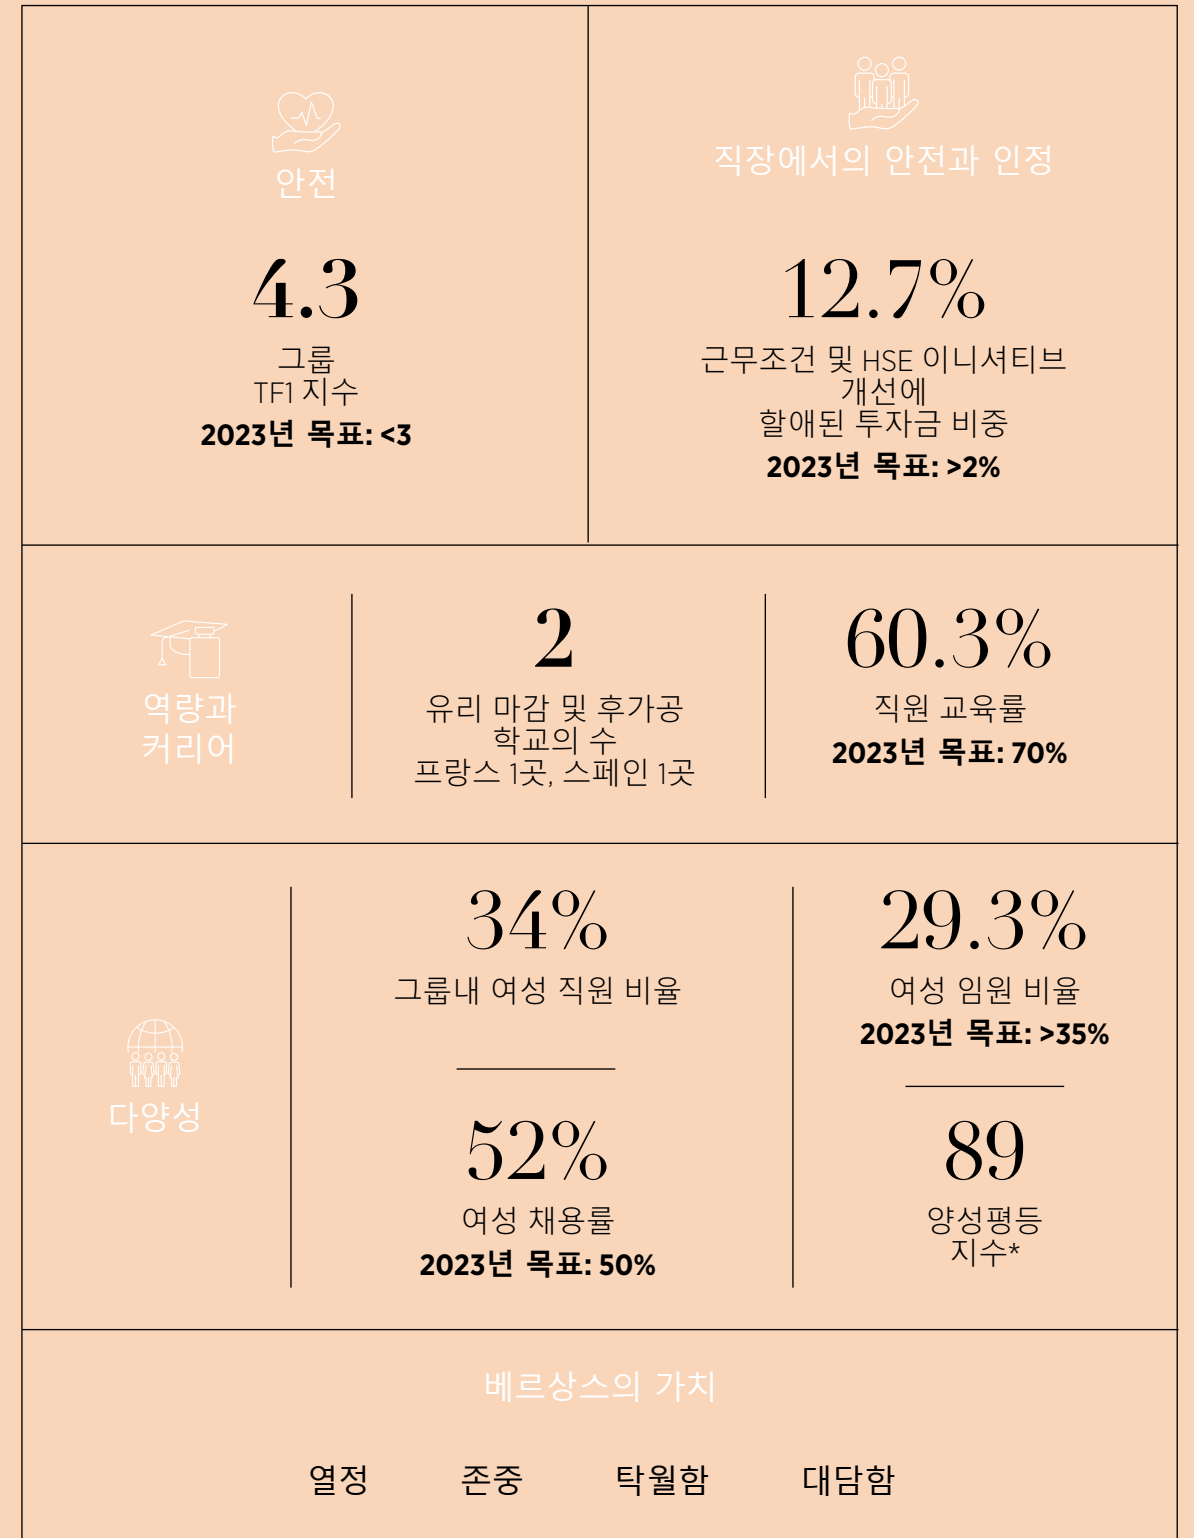 안전
4.3
그룹
TF1 지수
2023년 목표: <3
직장에서의 안전과 인정
12.7%
근무조건 및 HSE 이니셔티브
개선에
할애된 투자금 비중
2023년 목표: >2%
역량과
커리어
2
유리 마감 및 후가공
학교의 수
프랑스 1곳, 스페인 1곳
60.3%
직원 교육률
2023년 목표: 70%
다양성
34%
그룹내 여성 직원 비율
52%
여성 채용률
2023년 목표: 50%
29.3%
여성 임원 비율
2023년 목표: >35%
89
양성평등
지수*
베르상스의 가치
열정 존중 탁월함 대담함